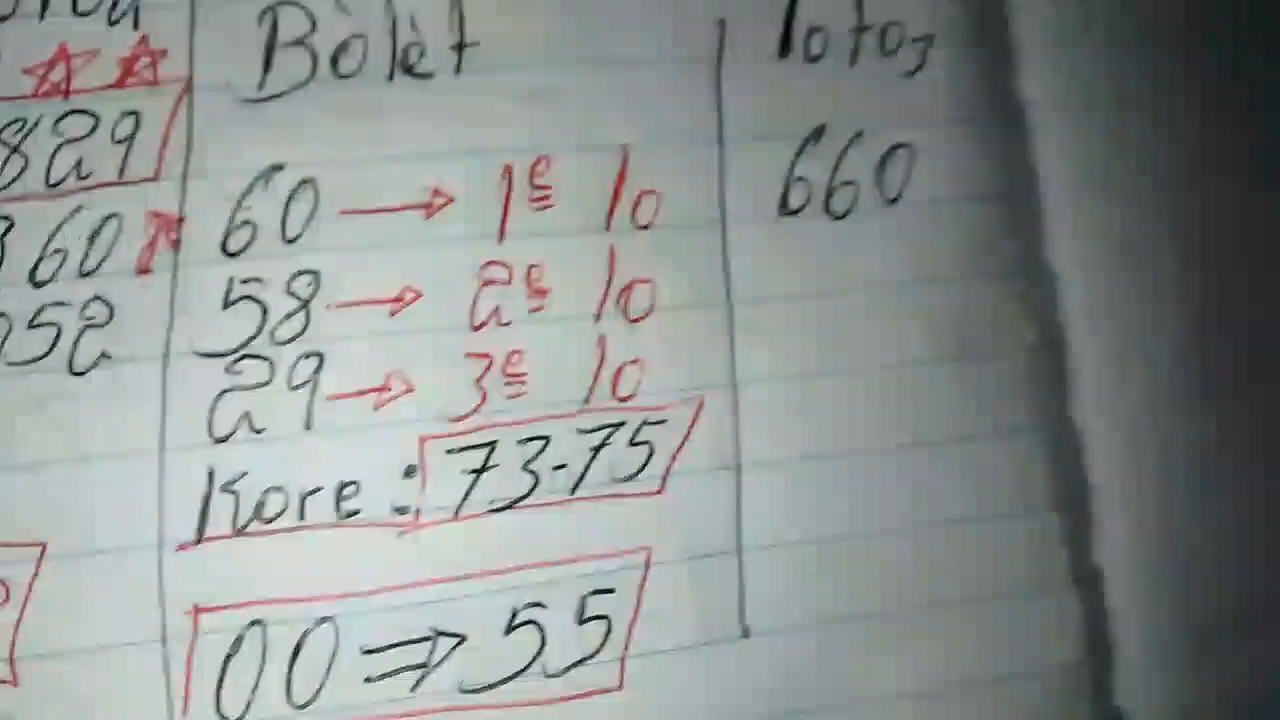 Bòlèt
loto3
829
60 → 1e lo
660
360
58 → 2e lo
052
29 → 3e lo
Kore : 73-75
00 ⇒ 55